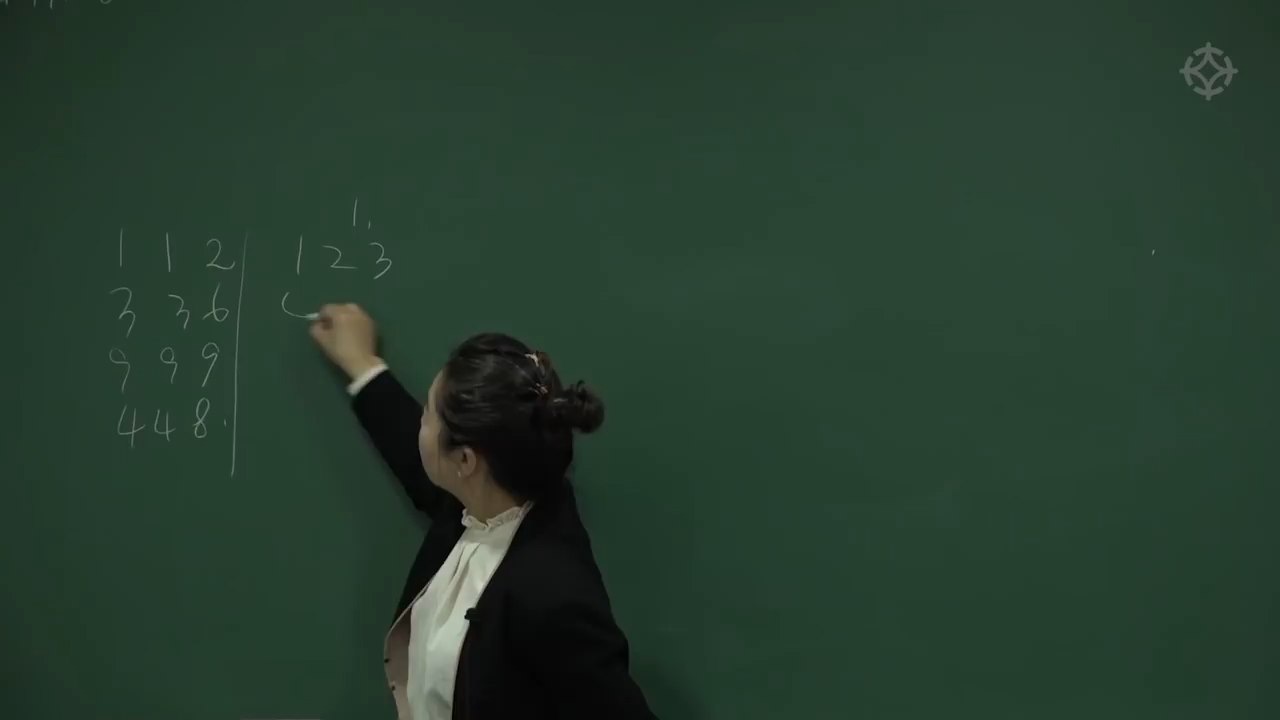 1,
1 1 2 | 1 2 3
3 3 6
9 9 9
4 4 8.